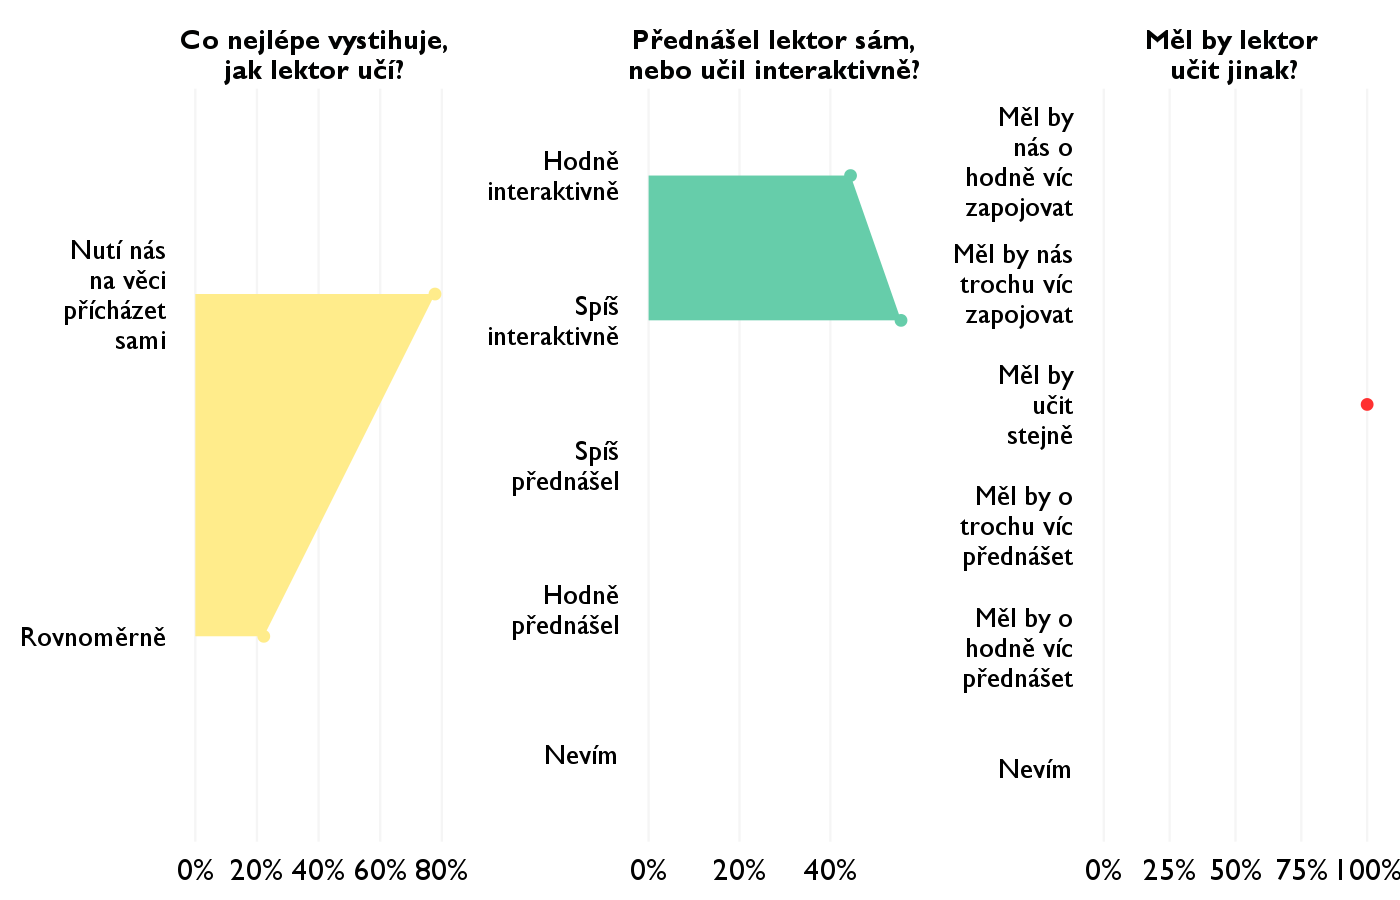 Co nejlépe vystihuje,
jak lektor učí?
Nutí nás
na věci
přícházet
sami
Rovnoměrně
0% 20% 40% 60% 80%
Přednášel lektor sám,
nebo učil interaktivně?
Hodně
interaktivně
Spíš
interaktivně
Spíš
přednášel
Hodně
přednášel
Nevím
0% 20% 40%
Měl by lektor
učit jinak?
Měl by
nás o
hodně víc
zapojovat
Měl by nás
trochu víc
zapojovat
Měl by
učit
stejně
Měl by o
trochu víc
přednášet
Měl by o
hodně víc
přednášet
Nevím
0% 25% 50% 75% 100%